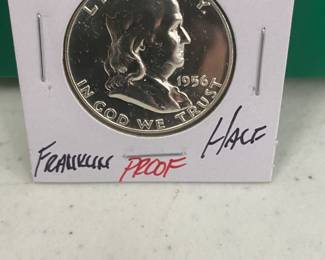 1956
IN GOD WE TRUST
FRANKLIN PROOF HALF